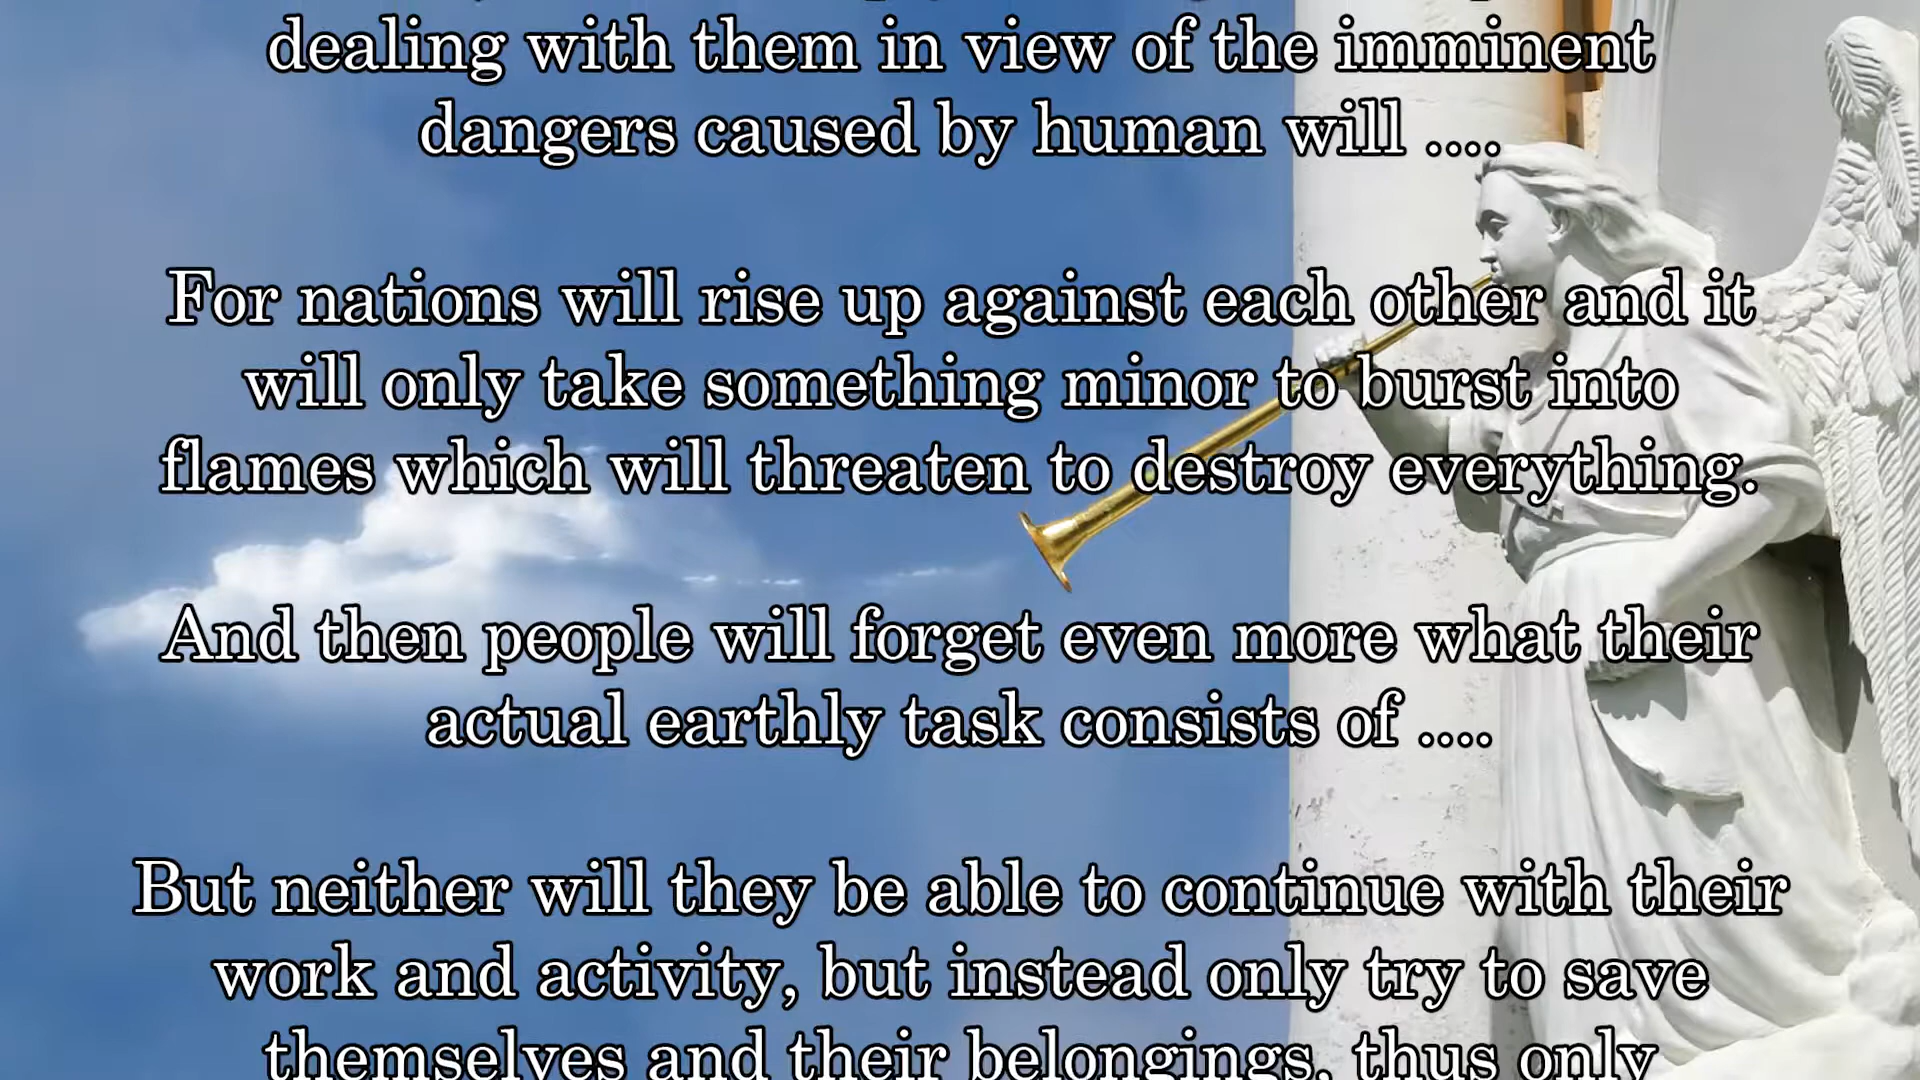 dealing with them in view of the imminent
dangers caused by human will ....
For nations will rise up against each other and it
will only take something minor to burst into
flames which will threaten to destroy everything.
And then people will forget even more what their
actual earthly task consists of ....
But neither will they be able to continue with their
work and activity, but instead only try to save
themselves and their belongings, thus only